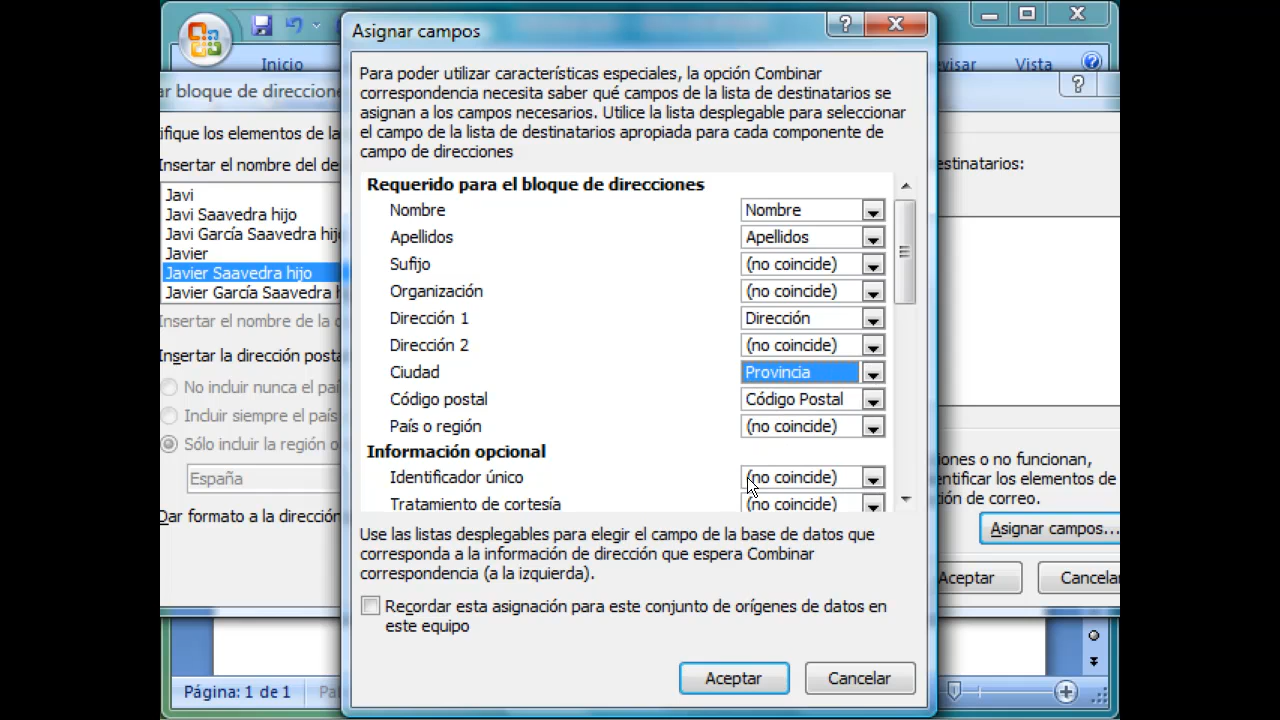 Asignar campos
Inicio
visar
Vista
Para poder utilizar características especiales, la opción Combinar
correspondencia necesita saber qué campos de la lista de destinatarios se
asignan a los campos necesarios. Utilice la lista desplegable para seleccionar
el campo de la lista de destinatarios apropiada para cada componente de
campo de direcciones
Requerido para el bloque de direcciones
Nombre Nombre
Apellidos Apellidos
Sufijo (no coincide)
Organización (no coincide)
Dirección 1 Dirección
Dirección 2 (no coincide)
Ciudad Provincia
Código postal Código Postal
País o región (no coincide)
Información opcional
Identificador único (no coincide)
Tratamiento de cortesía (no coincide)
Use las listas desplegables para elegir el campo de la base de datos que
corresponda a la información de dirección que espera Combinar
correspondencia (a la izquierda).
Recordar esta asignación para este conjunto de orígenes de datos en
este equipo
Aceptar Cancelar
ar bloque de direccione
ifique los elementos de la
Insertar el nombre del de
Javi
Javi Saavedra hijo
Javi García Saavedra hijo
Javier
Javier Saavedra hijo
Javier García Saavedra h
Insertar el nombre de la o
Insertar la dirección posta
No incluir nunca el paí
Incluir siempre el país
Sólo incluir la región o
España
Dar formato a la dirección
estinatarios:
iones o no funcionan,
entificar los elementos de
ión de correo.
Asignar campos...
Aceptar
Cancelar
Página: 1 de 1
Pal